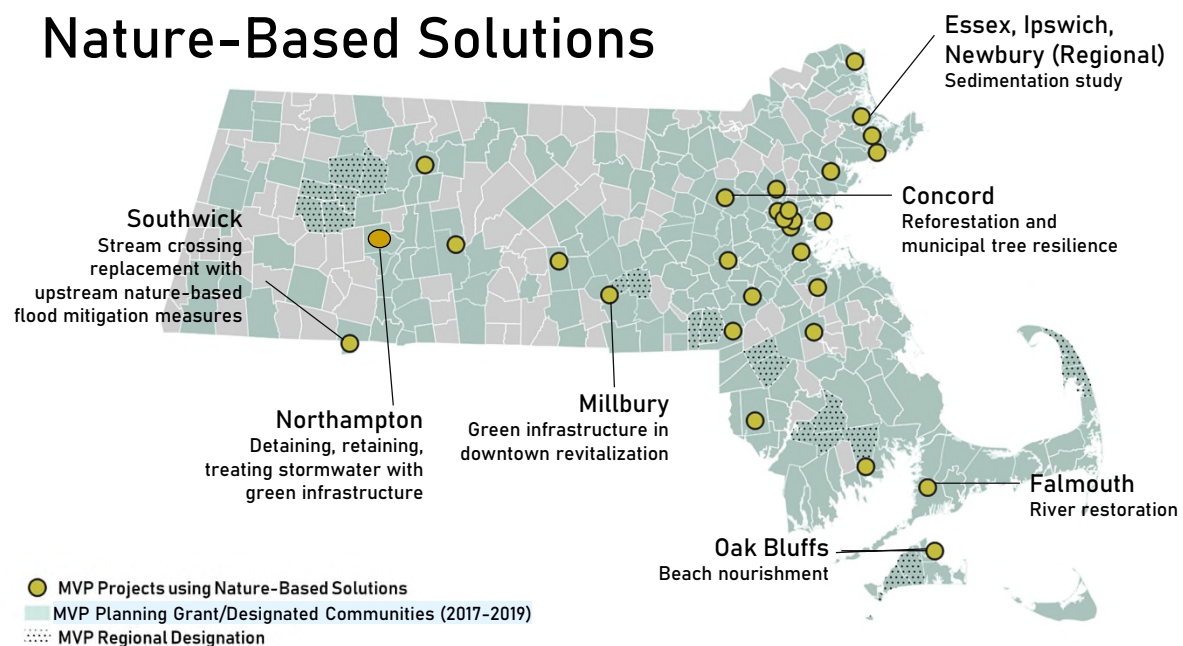 Nature-Based Solutions
Essex, Ipswich,
Newbury (Regional)
Sedimentation study
Concord
Reforestation and
municipal tree resilience
Southwick
Stream crossing
replacement with
upstream nature-based
flood mitigation measures
Northampton
Detaining, retaining,
treating stormwater with
green infrastructure
Millbury
Green infrastructure in
downtown revitalization
Falmouth
River restoration
Oak Bluffs
Beach nourishment
MVP Projects using Nature-Based Solutions
MVP Planning Grant/Designated Communities (2017-2019)
MVP Regional Designation